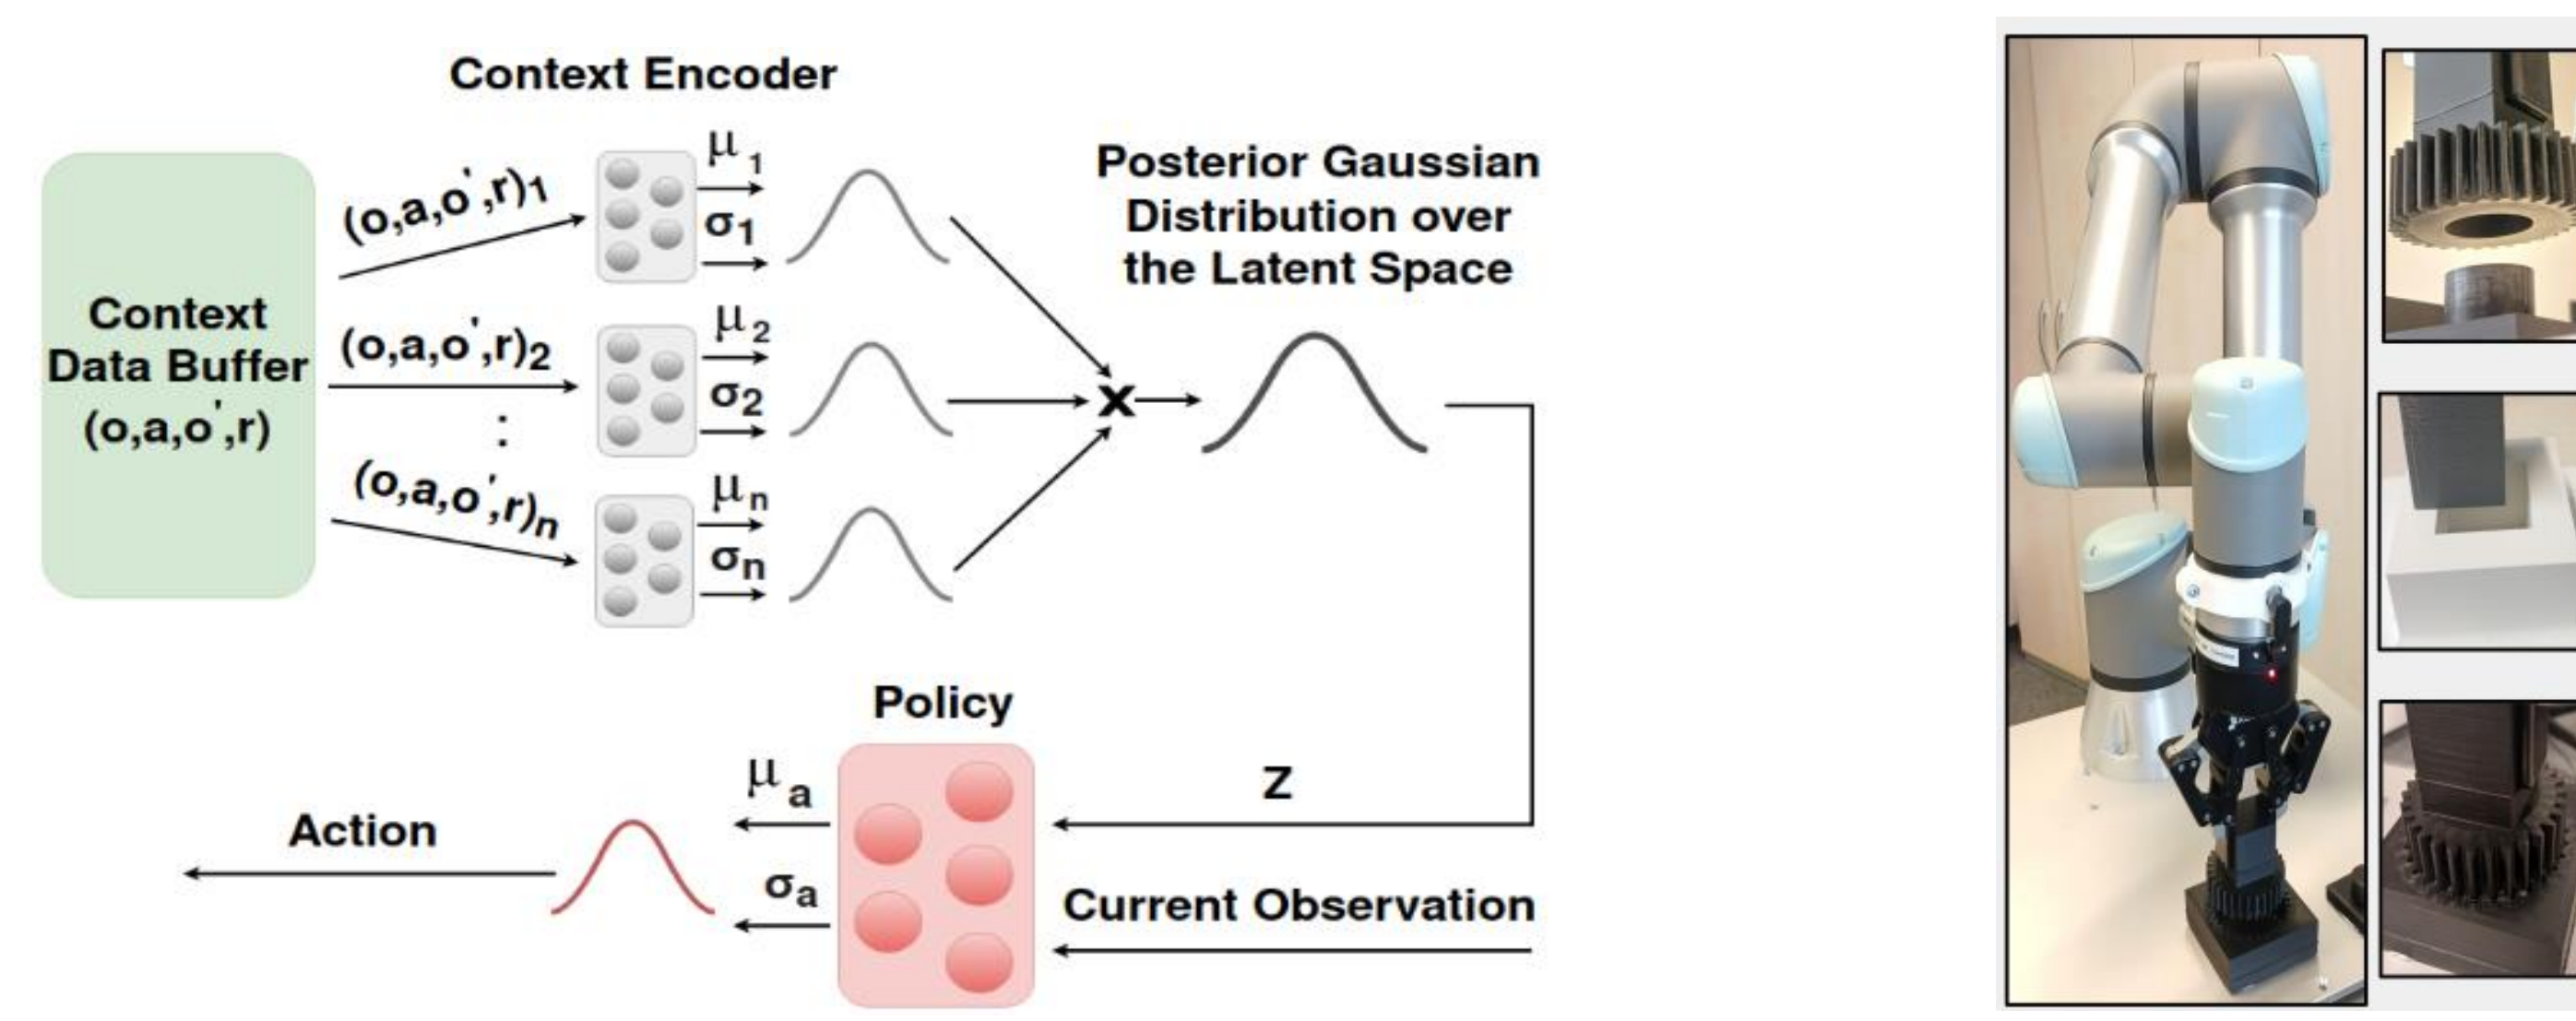 Context Encoder
Context
Data Buffer
(o,a,o',r)
(o,a,o',r)1
μ1
σ1
(o,a,o',r)2
:
μ2
σ2
(o,a,o',r)n
μn
σn
Posterior Gaussian
Distribution over
the Latent Space
x
Z
Policy
Current Observation
μa
σa
Action